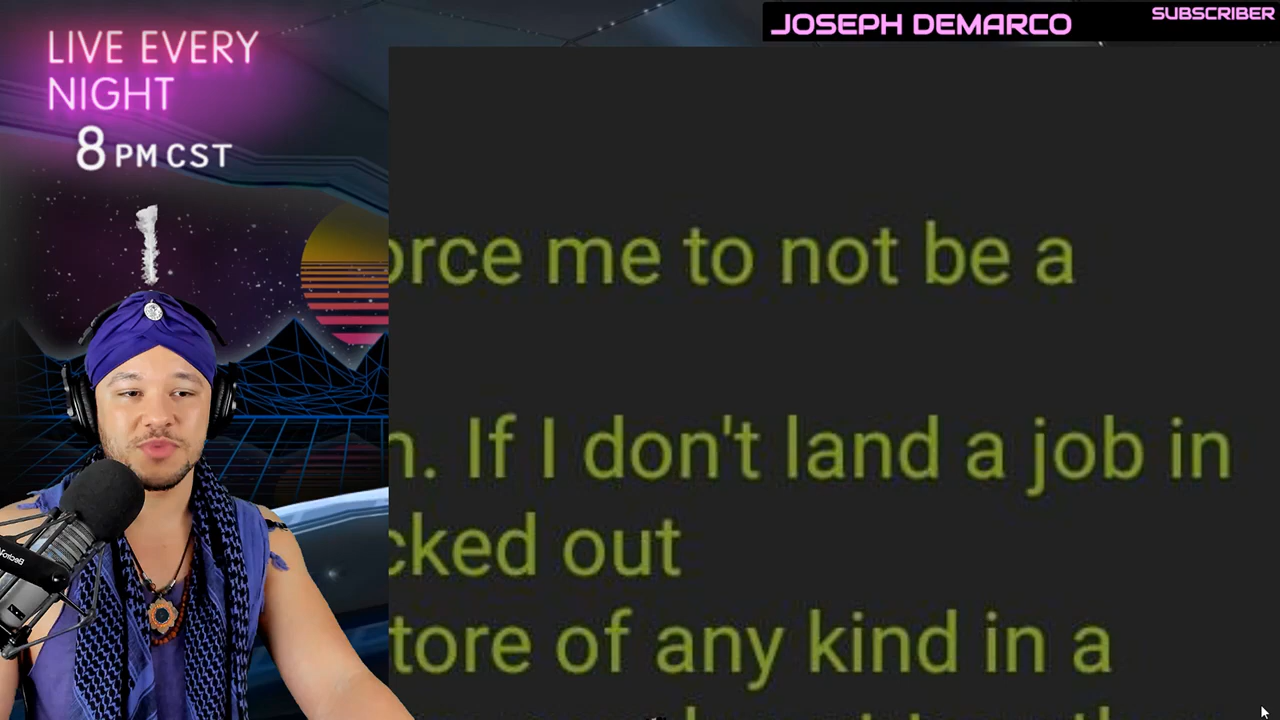 LIVE EVERY
NIGHT
8 PM CST
JOSEPH DEMARCO
SUBSCRIBER
orce me to not be a
n. If I don't land a job in
cked out
tore of any kind in a